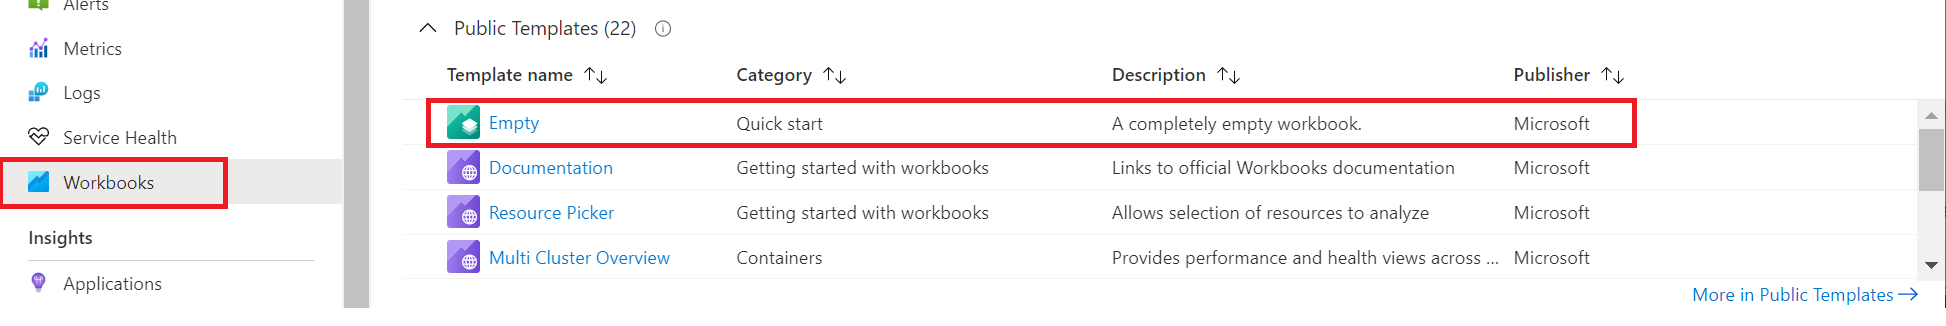 Alerts
Metrics
Logs
Service Health
Workbooks
Insights
Applications
Public Templates (22)
Template name Category Description Publisher
Empty Quick start A completely empty workbook. Microsoft
Documentation Getting started with workbooks Links to official Workbooks documentation Microsoft
Resource Picker Getting started with workbooks Allows selection of resources to analyze Microsoft
Multi Cluster Overview Containers Provides performance and health views across ... Microsoft
More in Public Templates